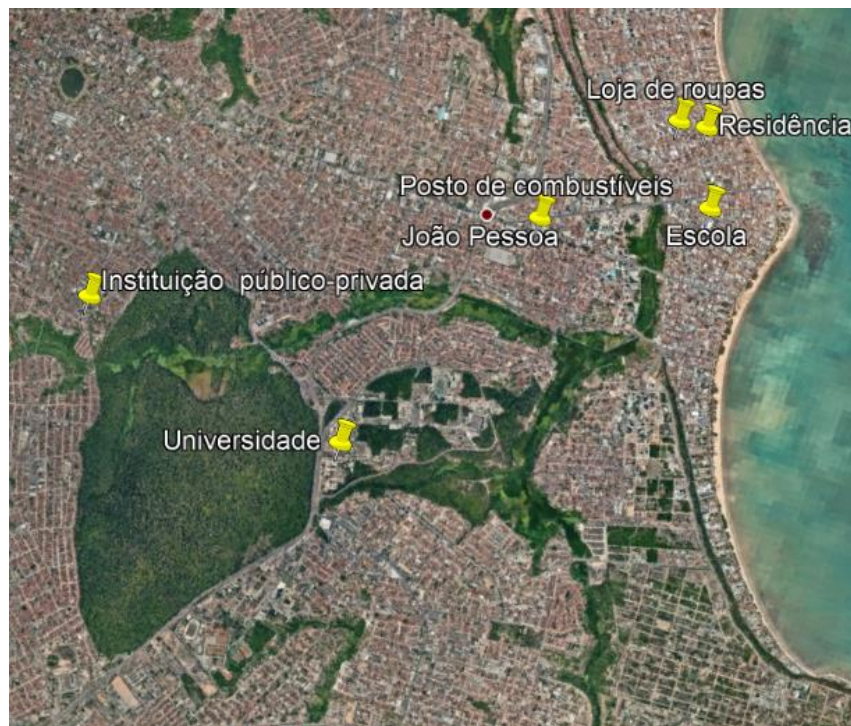 Loja de roupas
Residência
Posto de combustíveis
João Pessoa
Escola
Instituição público-privada
Universidade